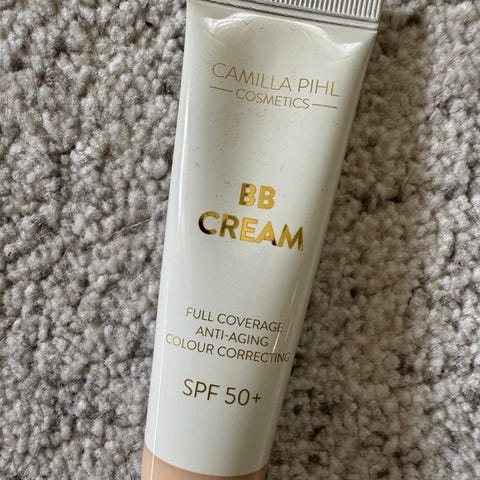 CAMILLA PIHL
COSMETICS
BB
CREAM
FULL COVERAGE
ANTI-AGING
COLOUR CORRECTING
SPF 50+